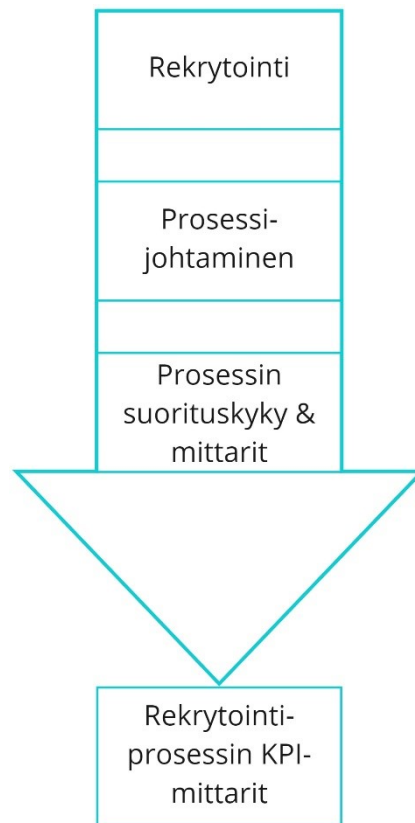 Rekrytointi
Prosessi-
johtaminen
Prosessin
suorituskyky &
mittarit
Rekrytointi-
prosessin KPI-
mittarit